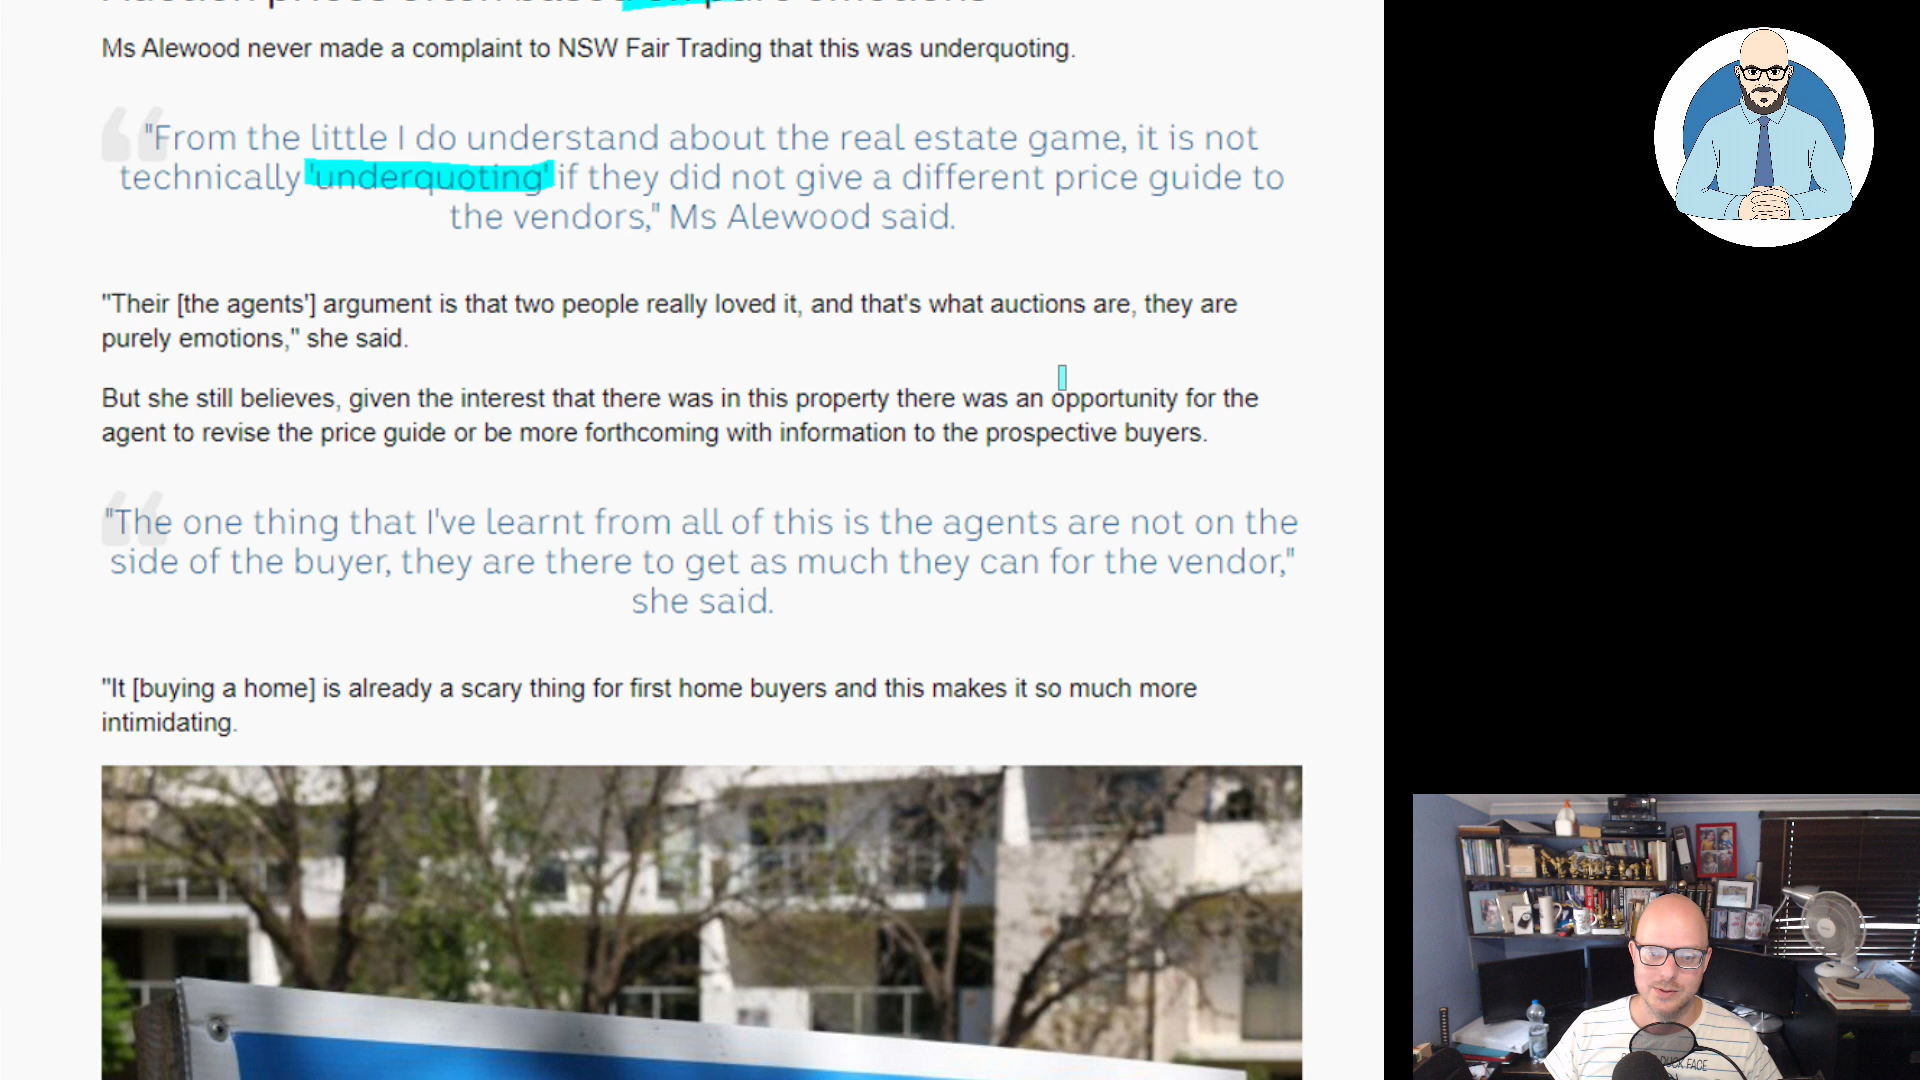 Auction prices often based on pure emotions
Ms Alewood never made a complaint to NSW Fair Trading that this was underquoting.
"From the little I do understand about the real estate game, it is not
technically 'underquoting' if they did not give a different price guide to
the vendors," Ms Alewood said.
"Their [the agents'] argument is that two people really loved it, and that's what auctions are, they are
purely emotions," she said.
But she still believes, given the interest that there was in this property there was an opportunity for the
agent to revise the price guide or be more forthcoming with information to the prospective buyers.
"The one thing that I've learnt from all of this is the agents are not on the
side of the buyer, they are there to get as much they can for the vendor,"
she said.
"It [buying a home] is already a scary thing for first home buyers and this makes it so much more
intimidating.